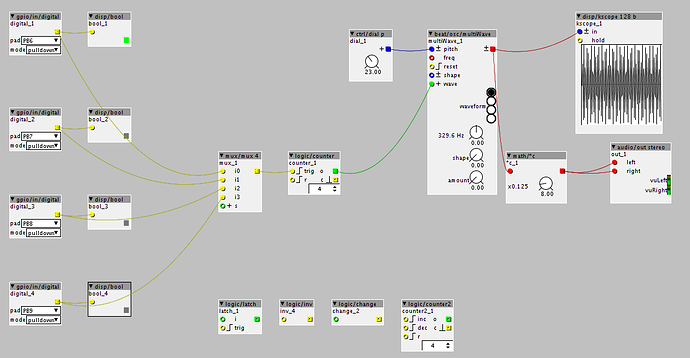 gpio/in/digital
digital_1
pad PB6
mode pulldown
disp/bool
bool_1
gpio/in/digital
digital_2
pad PB7
mode pulldown
disp/bool
bool_2
gpio/in/digital
digital_3
pad PB8
mode pulldown
disp/bool
bool_3
gpio/in/digital
digital_4
pad PB9
mode pulldown
disp/bool
bool_4
mux/mux 4
mux_1
i0
i1
i2
i3
+ s
logic/counter
counter_1
trig o
r c
4
ctrl/dial p
dial_1
+
23.00
beat/osc/multiWave
multiWave_1
± pitch ±
freq
reset
± shape
+ wave
waveform
329.6 Hz
0.00
shape
0.00
amount
0.00
disp/kscope 128 b
kscope_1
± in
hold
math/*c
*c_1
x0.125
8.00
audio/out stereo
out_1
left
right
vuLeft
vuRight
logic/latch
latch_1
i
trig
logic/inv
inv_4
logic/change
change_2
logic/counter2
counter2_1
inc o
dec c
r
4